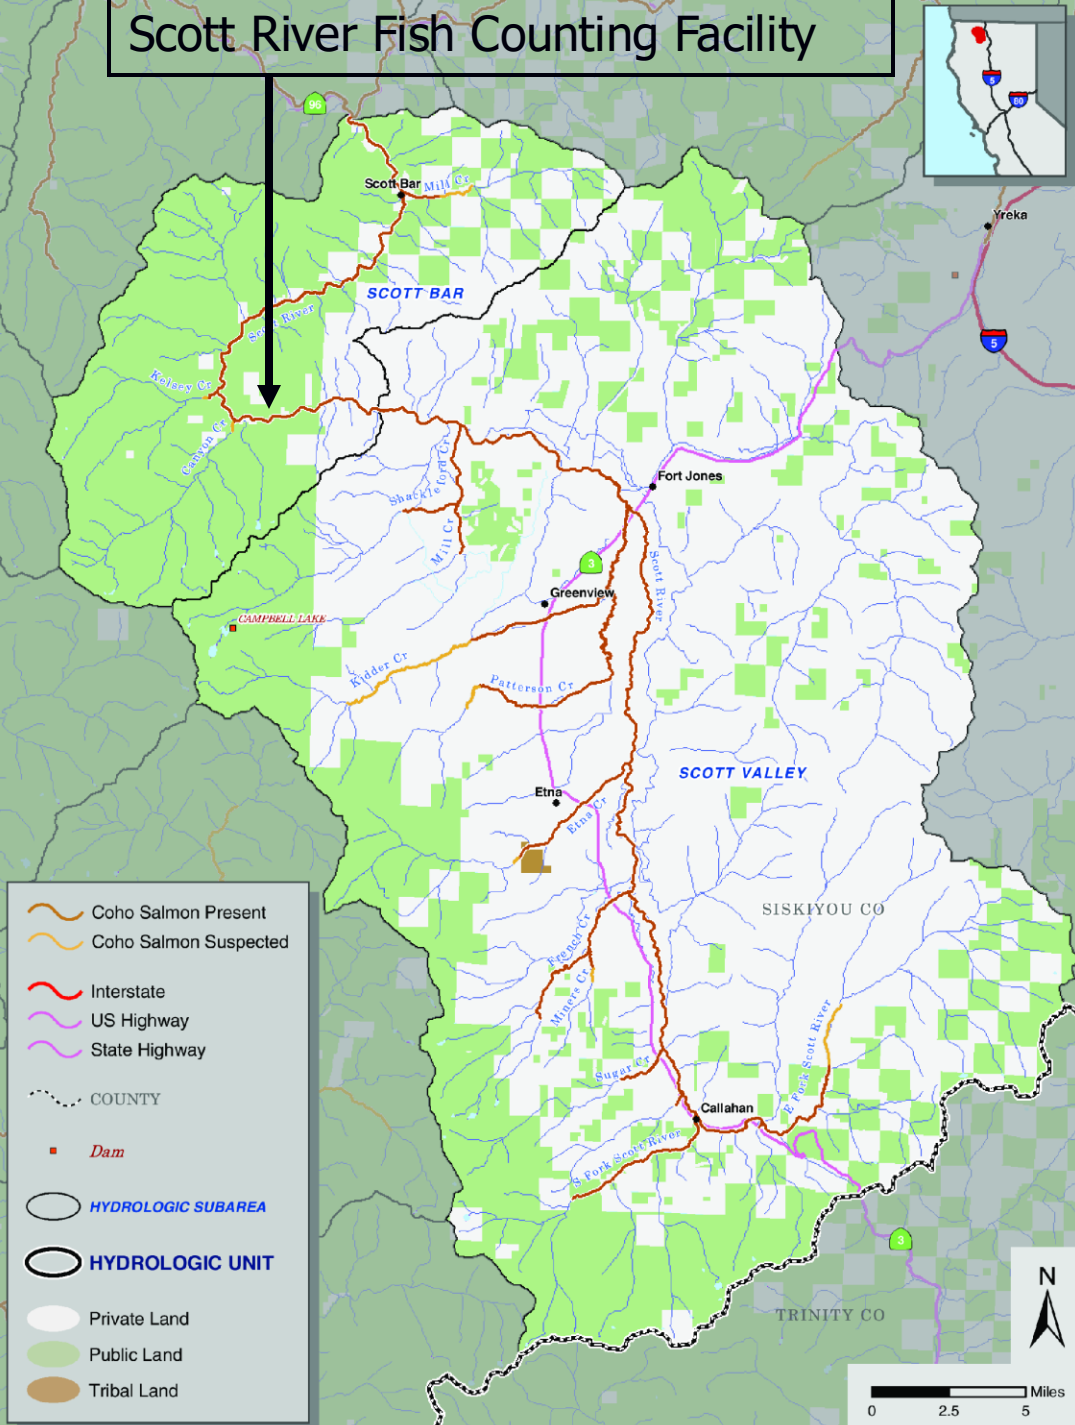 Scott River Fish Counting Facility
96
5
80
Scott Bar
Mill Cr
Yreka
SCOTT BAR
Scott River
5
Kelsey Cr
Canyon Cr
Shackleford Cr
Fort Jones
Mill Cr
3
Scott River
Greenview
CAMPBELL LAKE
Kidder Cr
Patterson Cr
SCOTT VALLEY
Etna
Etna Cr
SISKIYOU CO
French Cr
Miners Cr
E Fork Scott River
Sugar Cr
Callahan
S Fork Scott River
3
TRINITY CO
Coho Salmon Present
Coho Salmon Suspected
Interstate
US Highway
State Highway
COUNTY
Dam
HYDROLOGIC SUBAREA
HYDROLOGIC UNIT
Private Land
Public Land
Tribal Land
N
Miles
0 2.5 5